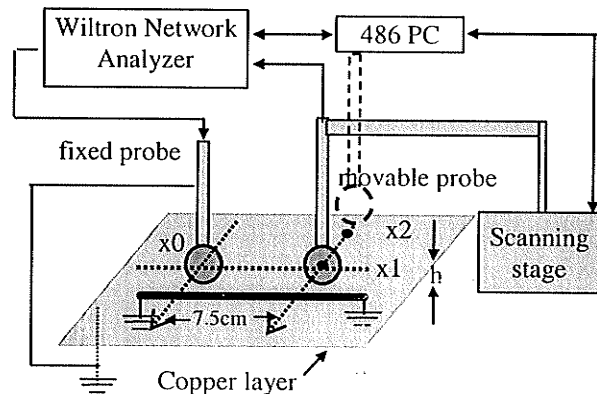 Wiltron Network
Analyzer
486 PC
fixed probe
movable probe
x0
x2
x1
h
Scanning
stage
7.5cm
Copper layer